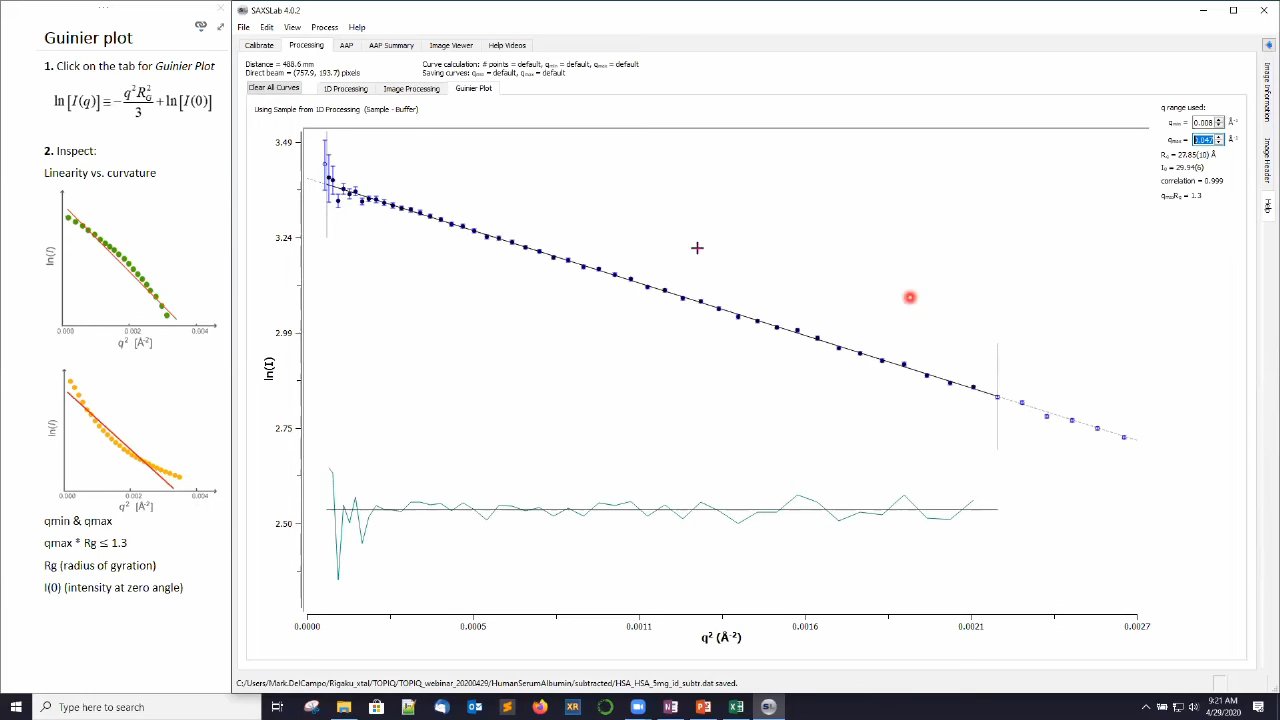 Guinier plot
1. Click on the tab for Guinier Plot
ln[I(q)] ≡ − q²R_G² / 3 + ln[I(0)]
2. Inspect:
Linearity vs. curvature
ln(I)
0.000 0.002 0.004
q² [Å⁻²]
ln(I)
0.000 0.002 0.004
q² [Å⁻²]
qmin & qmax
qmax * Rg ≤ 1.3
Rg (radius of gyration)
I(0) (intensity at zero angle)
SAXSLab 4.0.2
File Edit View Process Help
Calibrate Processing AAP AAP Summary Image Viewer Help Videos
Distance = 488.6 mm
Direct beam = (757.9, 193.7) pixels
Curve calculation: # points = default, qmin = default, qmax = default
Saving curves: qmin = default, qmax = default
Clear All Curves 1D Processing Image Processing Guinier Plot
Using Sample from 1D Processing (Sample - Buffer)
q range used:
qmin = 0.008 Å⁻¹
qmax = 0.047 Å⁻¹
Rg = 27.85(10) Å
I0 = 29.94(6)
correlation = 0.999
qmaxRg = 1.3
3.49
3.24
2.99
2.75
2.50
ln(I)
0.0000 0.0005 0.0011 0.0016 0.0021 0.0027
q² (Å⁻²)
Image Information
Image Header
Help
C:/Users/Mark.DelCampo/Rigaku_xtal/TOPIQ/TOPIQ_webinar_20200429/HumanSerumAlbumin/subtracted/HSA_HSA_5mg_id_subtr.dat saved.
Type here to search
XR
SL
9:21 AM
4/29/2020